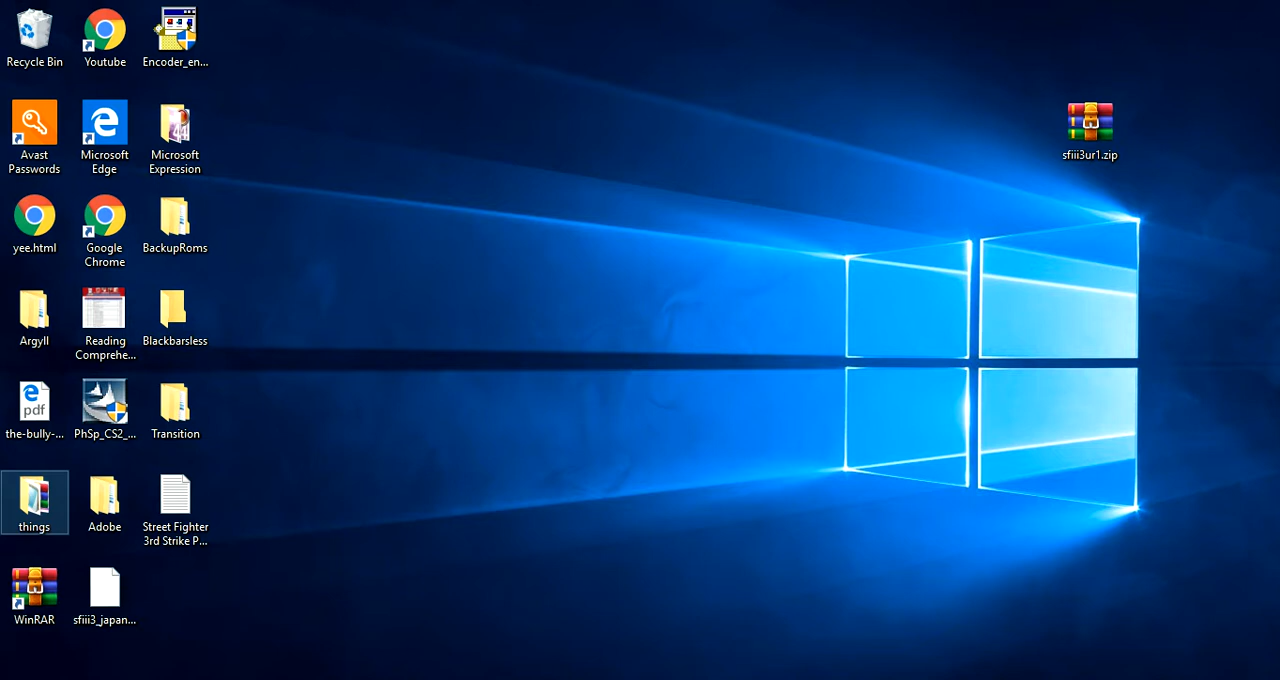 Recycle Bin
Youtube
Encoder_en...
Avast
Passwords
Microsoft
Edge
Microsoft
Expression
yee.html
Google
Chrome
BackupRoms
Argyll
Reading
Comprehe...
Blackbarsless
pdf
the-bully-...
PhSp_CS2_...
Transition
things
Adobe
Street Fighter
3rd Strike P...
WinRAR
sfiii3_japan...
sfiii3ur1.zip